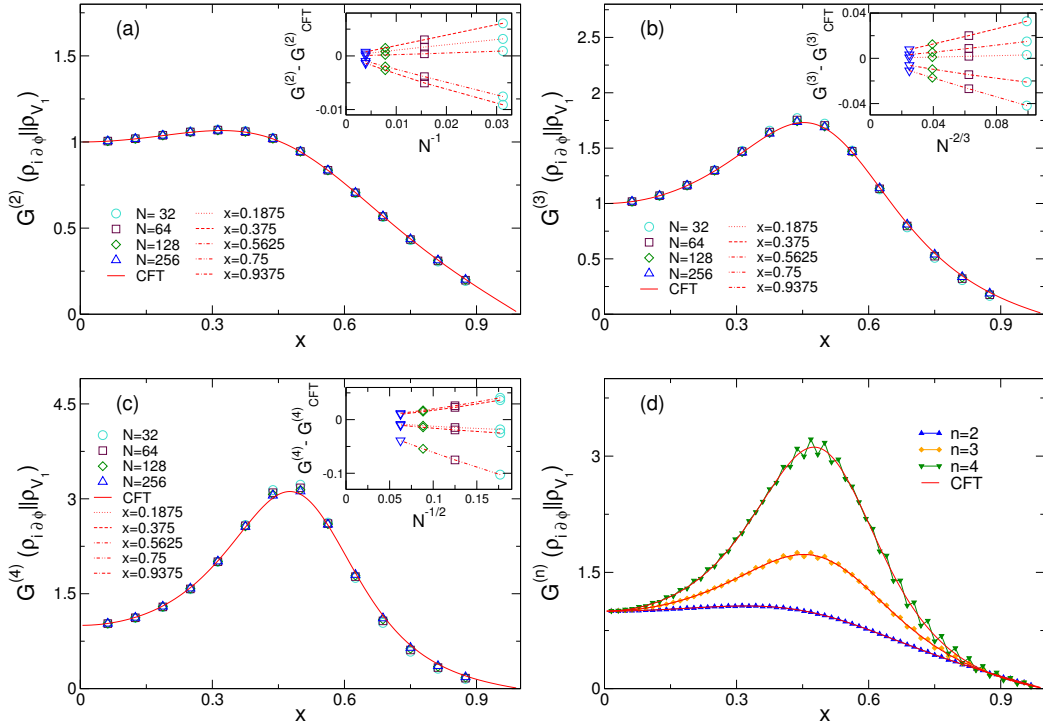 (a)
G^(2) (ρ_{i∂ϕ}||ρ_{V_1})
1.5
1
0.5
0
0 0.3 0.6 0.9
x
N= 32
N=64
N=128
N=256
CFT
x=0.1875
x=0.375
x=0.5625
x=0.75
x=0.9375
G^(2)- G^(2)_CFT
0
-0.01
0 0.01 0.02 0.03
N^-1
(b)
G^(3) (ρ_{i∂ϕ}||ρ_{V_1})
2.5
2
1.5
1
0.5
0
0 0.3 0.6 0.9
x
N= 32
N=64
N=128
N=256
CFT
x=0.1875
x=0.375
x=0.5625
x=0.75
x=0.9375
G^(3)- G^(3)_CFT
0.04
0
-0.04
0 0.04 0.08
N^-2/3
(c)
G^(4) (ρ_{i∂ϕ}||ρ_{V_1})
4.5
3
1.5
0
0 0.3 0.6 0.9
x
N=32
N=64
N=128
N=256
CFT
x=0.1875
x=0.375
x=0.5625
x=0.75
x=0.9375
G^(4)- G^(4)_CFT
0
-0.1
0 0.05 0.10 0.15
N^-1/2
(d)
G^(n) (ρ_{i∂ϕ}||ρ_{V_1})
3
1.5
0
0 0.3 0.6 0.9
x
n=2
n=3
n=4
CFT